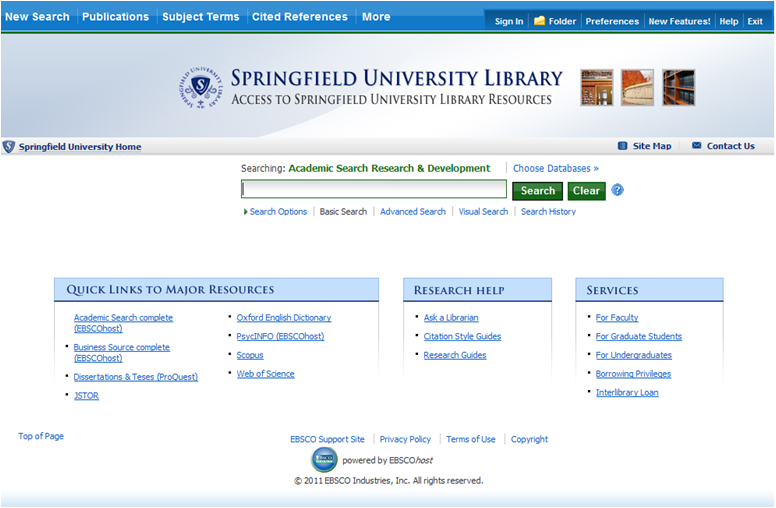 New Search Publications Subject Terms Cited References More
Sign In Folder Preferences New Features! Help Exit
SPRINGFIELD UNIVERSITY LIBRARY
ACCESS TO SPRINGFIELD UNIVERSITY LIBRARY RESOURCES
Springfield University Home Site Map Contact Us
Searching: Academic Search Research & Development Choose Databases »
Search Clear ?
Search Options Basic Search Advanced Search Visual Search Search History
QUICK LINKS TO MAJOR RESOURCES
Academic Search complete
(EBSCOhost)
Business Source complete
(EBSCOhost)
Dissertations & Teses (ProQuest)
JSTOR
Oxford English Dictionary
PsycINFO (EBSCOhost)
Scopus
Web of Science
RESEARCH HELP
Ask a Librarian
Citation Style Guides
Research Guides
SERVICES
For Faculty
For Graduate Students
For Undergraduates
Borrowing Privileges
Interlibrary Loan
Top of Page
EBSCO Support Site Privacy Policy Terms of Use Copyright
powered by EBSCOhost
© 2011 EBSCO Industries, Inc. All rights reserved.